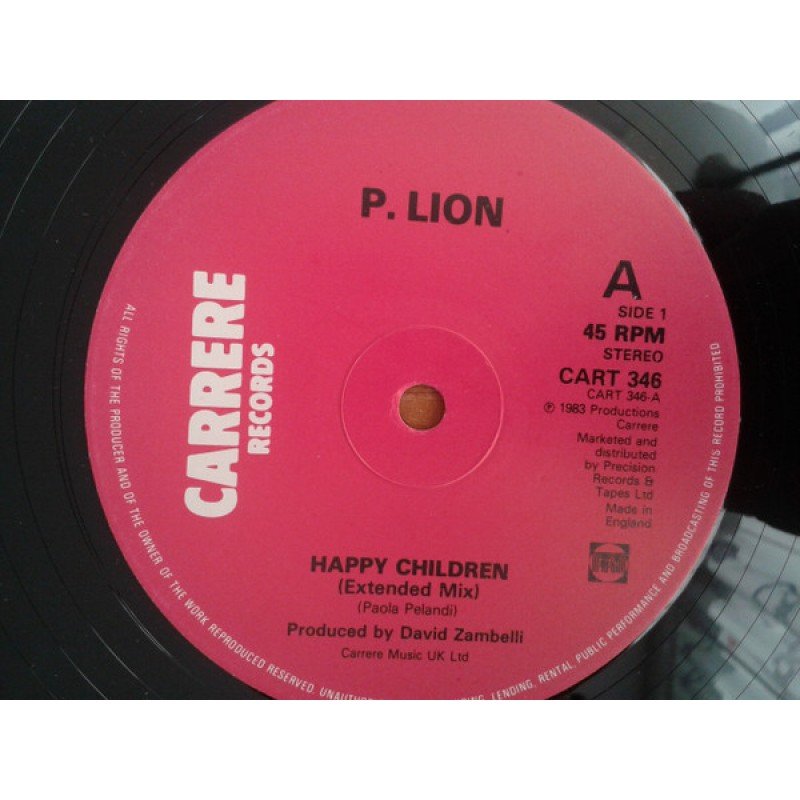 P. LION
CARRERE
RECORDS
A
SIDE 1
45 RPM
STEREO
CART 346
CART 346-A
℗ 1983 Productions
Carrere
Marketed and
distributed
by Precision
Records &
Tapes Ltd
Made in
England
HAPPY CHILDREN
(Extended Mix)
(Paola Pelandi)
Produced by David Zambelli
Carrere Music UK Ltd
ALL RIGHTS OF THE PRODUCER AND OF THE OWNER OF THE WORK REPRODUCED RESERVED. LENDING, RENTAL PUBLIC PERFORMANCE AND BROADCASTING OF THIS RECORD PROHIBITED